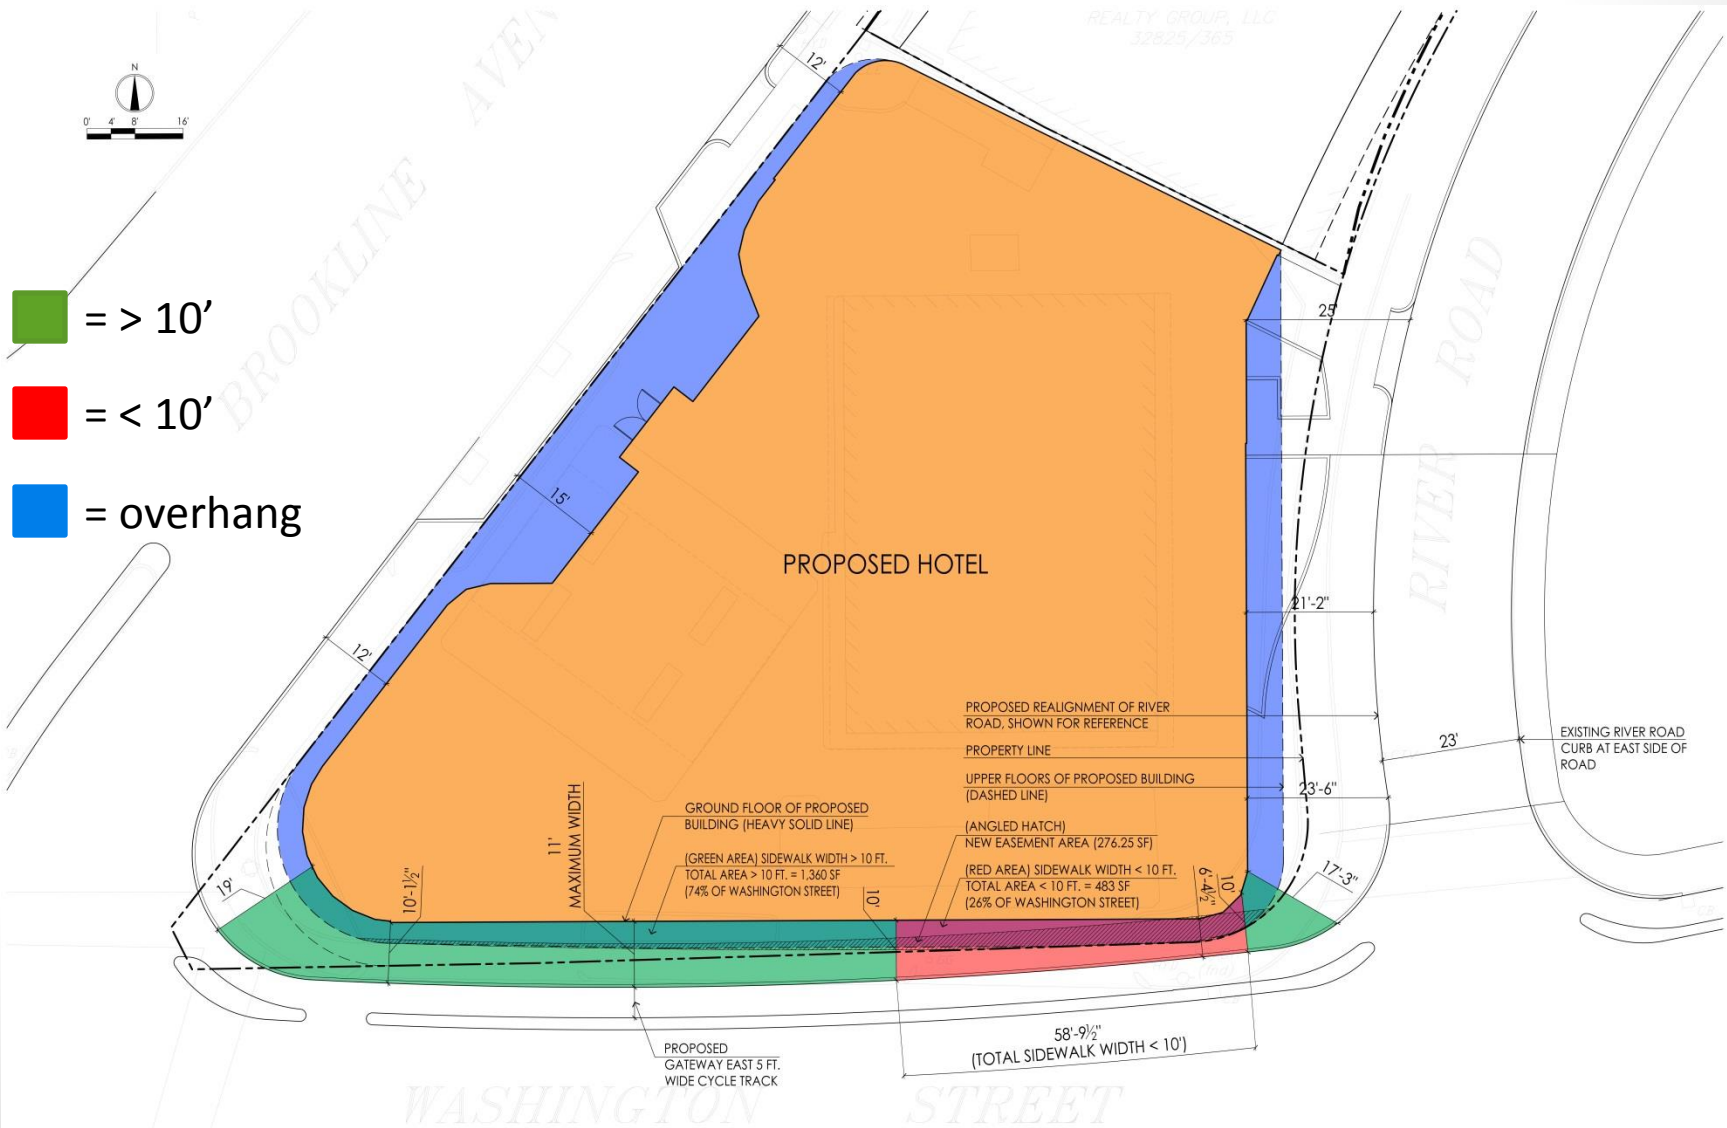 REALTY GROUP, LLC
32825/365
BROOKLINE AVEN
N
0' 4' 8' 16'
= > 10’
= < 10’
= overhang
12'
15'
12'
19'
25'
21'-2"
23'-6"
23'
17'-3"
RIVER ROAD
PROPOSED HOTEL
PROPOSED REALIGNMENT OF RIVER
ROAD, SHOWN FOR REFERENCE
PROPERTY LINE
UPPER FLOORS OF PROPOSED BUILDING
(DASHED LINE)
(ANGLED HATCH)
NEW EASEMENT AREA (276.25 SF)
(RED AREA) SIDEWALK WIDTH < 10 FT.
TOTAL AREA < 10 FT. = 483 SF
(26% OF WASHINGTON STREET)
EXISTING RIVER ROAD
CURB AT EAST SIDE OF
ROAD
GROUND FLOOR OF PROPOSED
BUILDING (HEAVY SOLID LINE)
(GREEN AREA) SIDEWALK WIDTH > 10 FT.
TOTAL AREA > 10 FT. = 1,360 SF
(74% OF WASHINGTON STREET)
11'
MAXIMUM WIDTH
10'-1½"
10'
6'-4½"
10'
58'-9½"
(TOTAL SIDEWALK WIDTH < 10')
PROPOSED
GATEWAY EAST 5 FT.
WIDE CYCLE TRACK
WASHINGTON STREET